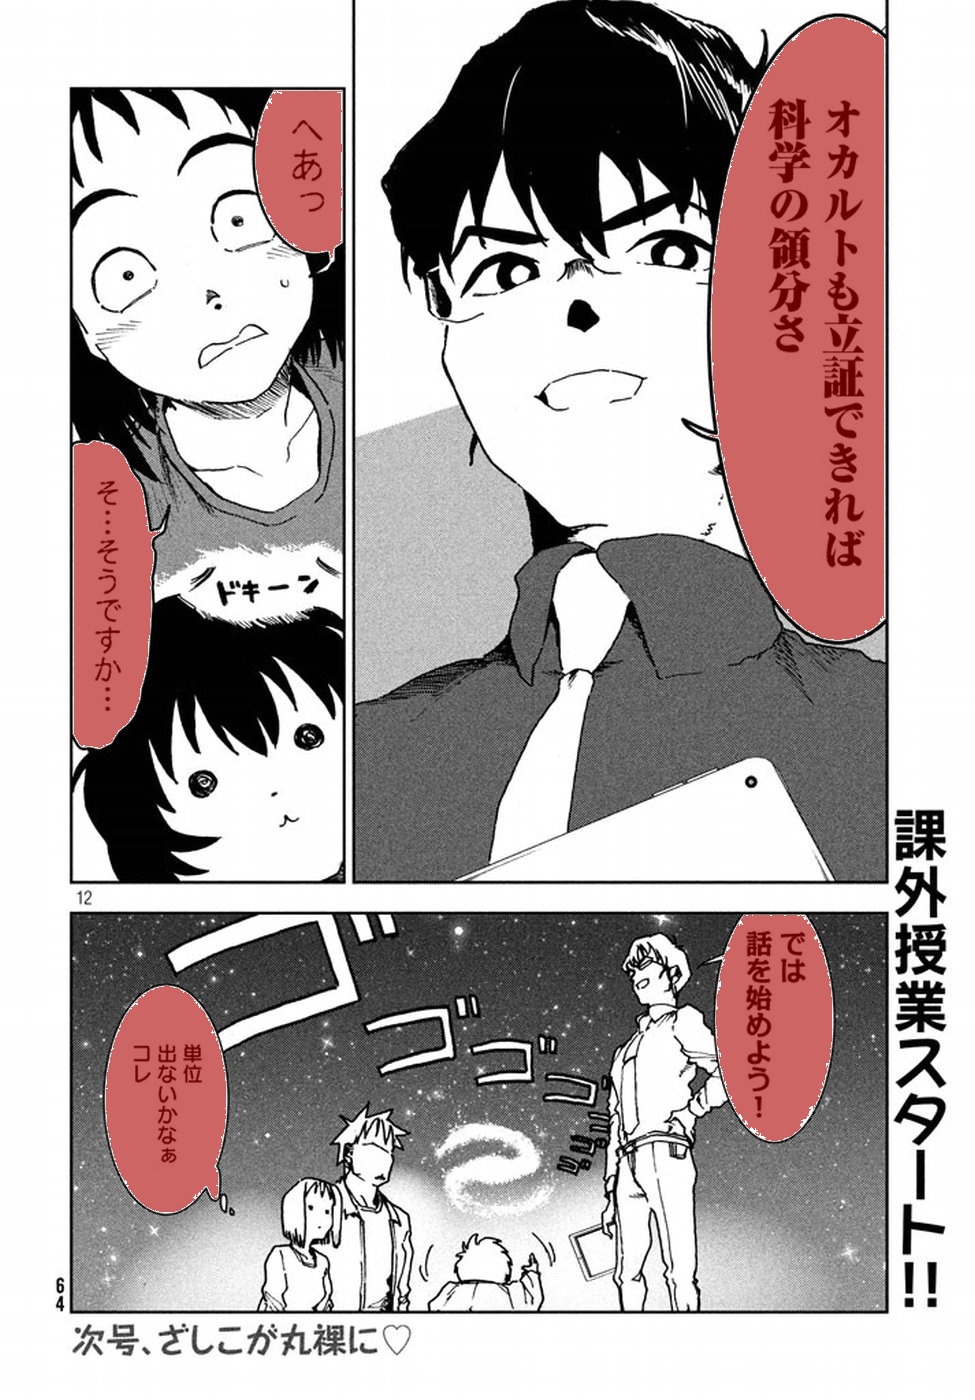 オカルトも立証できれば
科学の領分さ
へあっ
そ…そうですか…
ドキーン
12
では
話を始めよう!
ゴゴゴゴゴゴゴ
単位
出ないかなぁ
コレ
課外授業スタート!!
64
次号、ざしこが丸裸に♡